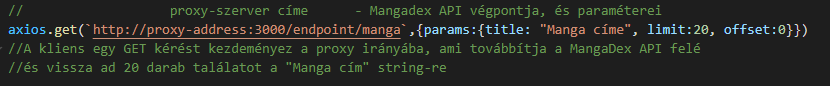 //                     proxy-szerver címe      - Mangadex API végpontja, és paraméterei
axios.get(`http://proxy-address:3000/endpoint/manga`,{params:{title: "Manga címe", limit:20, offset:0}})
//A kliens egy GET kérést kezdeményez a proxy irányába, ami továbbítja a MangaDex API felé
//és vissza ad 20 darab találatot a "Manga cím" string-re